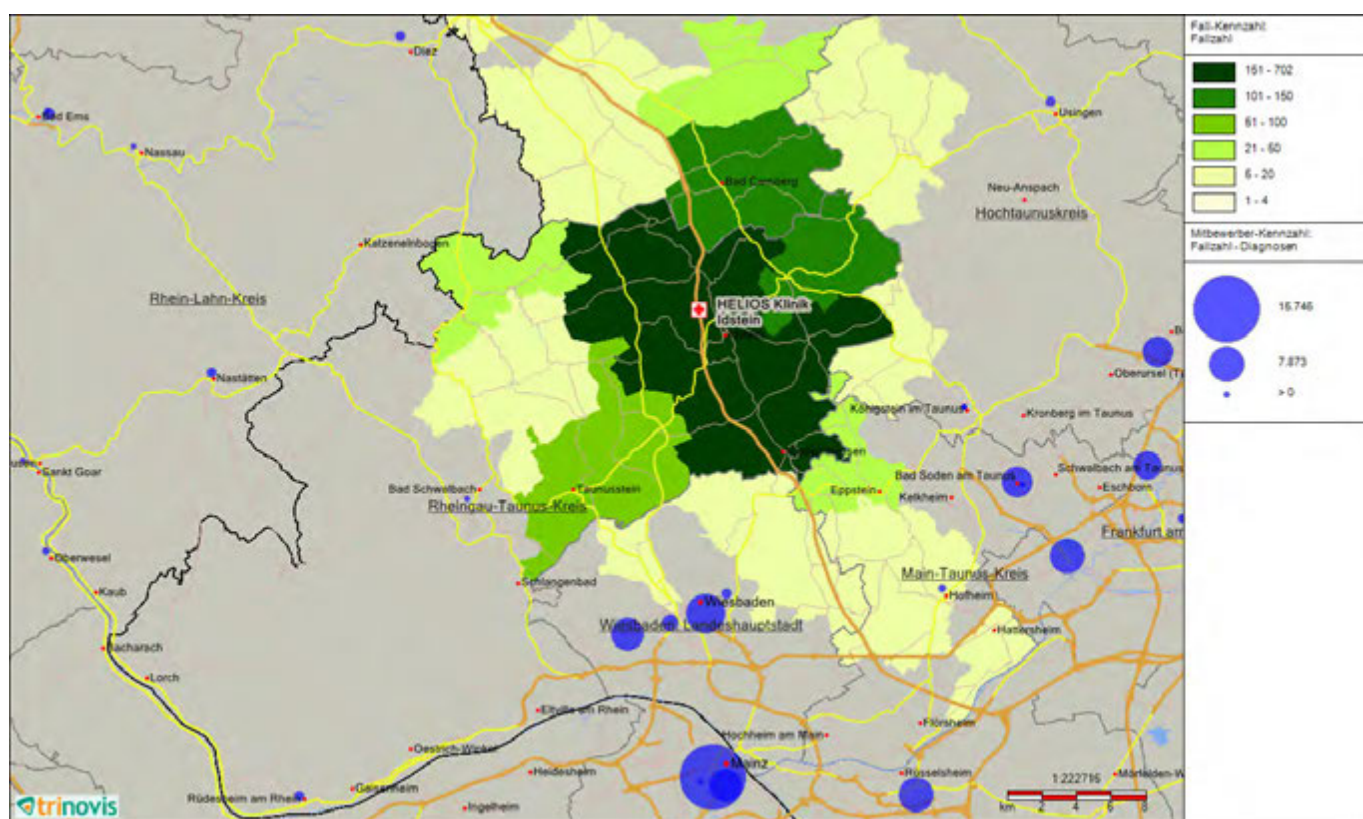 Diez
Bad Ems
Nassau
Usingen
Bad Camberg
Neu-Anspach
Hochtaunuskreis
Katzenelnbogen
Rhein-Lahn-Kreis
HELIOS Klinik
Idstein
Nastätten
Oberursel (T
Königstein im Taunus
Kronberg im Taunus
Sankt Goar
Bad Schwalbach
Taunusstein
Rheingau-Taunus-Kreis
Eppstein
Bad Soden am Taunus
Kelkheim
Schwalbach am Taunus
Eschborn
Frankfurt am
Oberwesel
Kaub
Schlangenbad
Main-Taunus-Kreis
Hofheim
Wiesbaden
Wiesbaden, Landeshauptstadt
Hattersheim
Bacharach
Lorch
Eltville am Rhein
Flörsheim
Hochheim am Main
Oestrich-Winkel
Heidesheim
Mainz
Rüsselsheim
Mörfelden-W
Geisenheim
Rüdesheim am Rhein
Ingelheim
1:222716
km 2 4 6 8
trinovis
Fall-Kennzahl:
Fallzahl
151 - 702
101 - 150
51 - 100
21 - 50
5 - 20
1 - 4
Mitbewerber-Kennzahl:
Fallzahl - Diagnosen
15.746
7.873
> 0